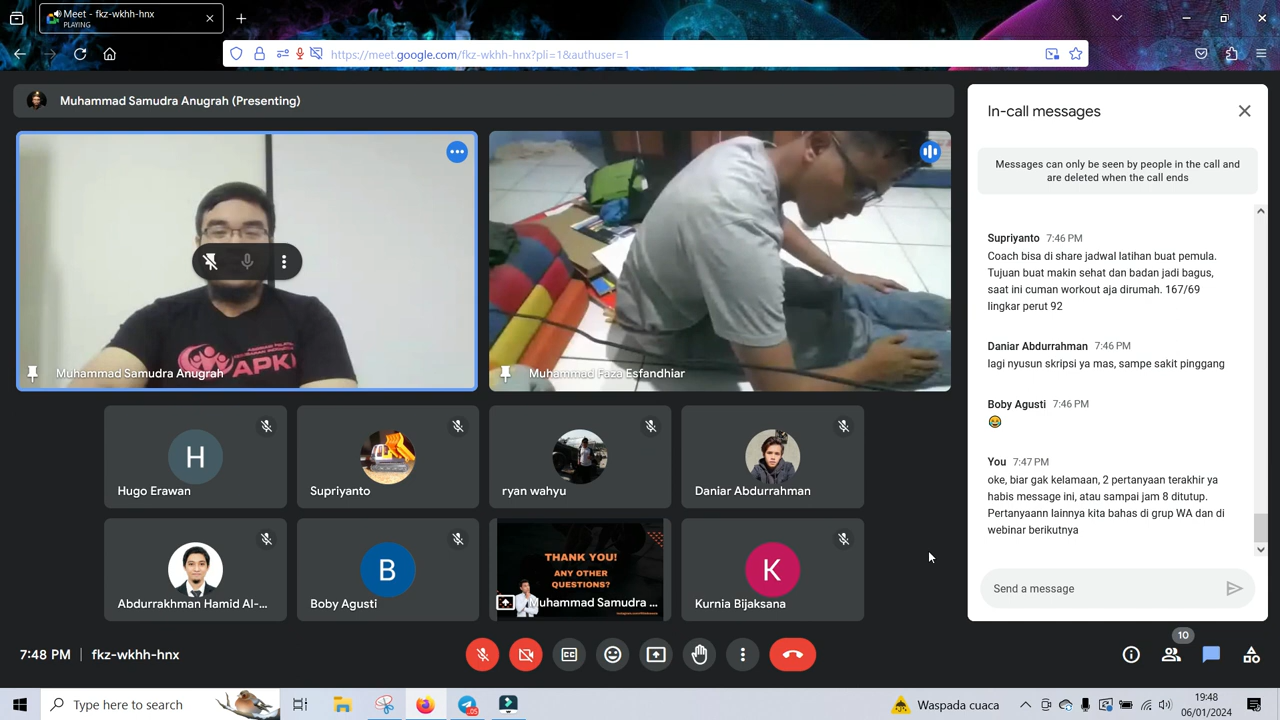 Meet - fkz-wkhh-hnx
PLAYING
https://meet.google.com/fkz-wkhh-hnx?pli=1&authuser=1
Muhammad Samudra Anugrah (Presenting)
In-call messages
Messages can only be seen by people in the call and
are deleted when the call ends
Supriyanto 7:46 PM
Coach bisa di share jadwal latihan buat pemula.
Tujuan buat makin sehat dan badan jadi bagus,
saat ini cuman workout aja dirumah. 167/69
lingkar perut 92
Daniar Abdurrahman 7:46 PM
lagi nyusun skripsi ya mas, sampe sakit pinggang
Boby Agusti 7:46 PM
You 7:47 PM
oke, biar gak kelamaan, 2 pertanyaan terakhir ya
habis message ini, atau sampai jam 8 ditutup.
Pertanyaann lainnya kita bahas di grup WA dan di
webinar berikutnya
Send a message
APKI
Muhammad Samudra Anugrah
Muhammad Faza Esfandhiar
H
Hugo Erawan
Supriyanto
ryan wahyu
Daniar Abdurrahman
Abdurrakhman Hamid Al-...
B
Boby Agusti
THANK YOU!
ANY OTHER
QUESTIONS?
Muhammad Samudra ...
K
Kurnia Bijaksana
7:48 PM | fkz-wkhh-hnx
10
Type here to search
Waspada cuaca
19:48
06/01/2024